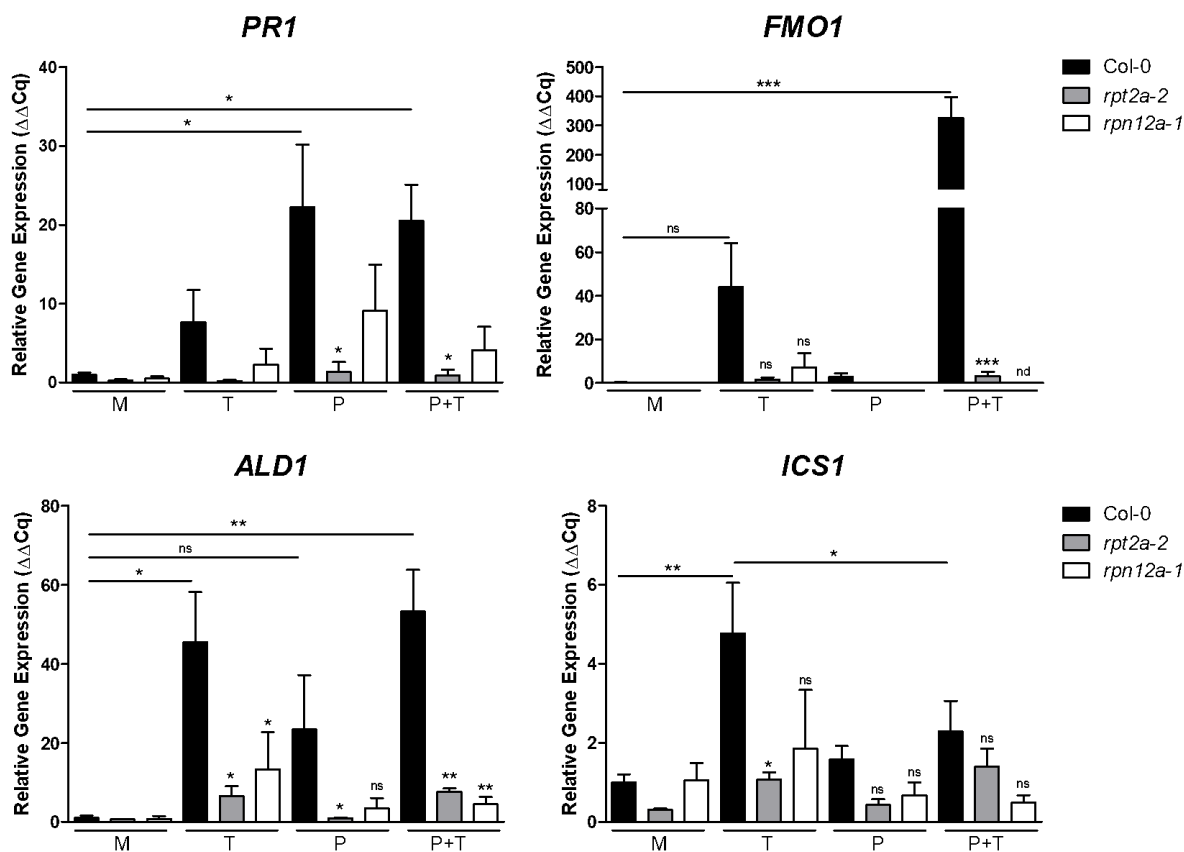 PR1
Relative Gene Expression (ΔΔCq)
40
30
20
10
0
*
*
*
*
M
T
P
P+T
FMO1
Relative Gene Expression (ΔΔCq)
500
400
300
200
100
80
60
40
20
0
***
ns
ns
ns
***
nd
M
T
P
P+T
Col-0
rpt2a-2
rpn12a-1
ALD1
Relative Gene Expression (ΔΔCq)
80
60
40
20
0
**
ns
*
*
*
*
ns
**
**
M
T
P
P+T
ICS1
Relative Gene Expression (ΔΔCq)
8
6
4
2
0
**
*
*
ns
ns
ns
ns
ns
M
T
P
P+T
Col-0
rpt2a-2
rpn12a-1